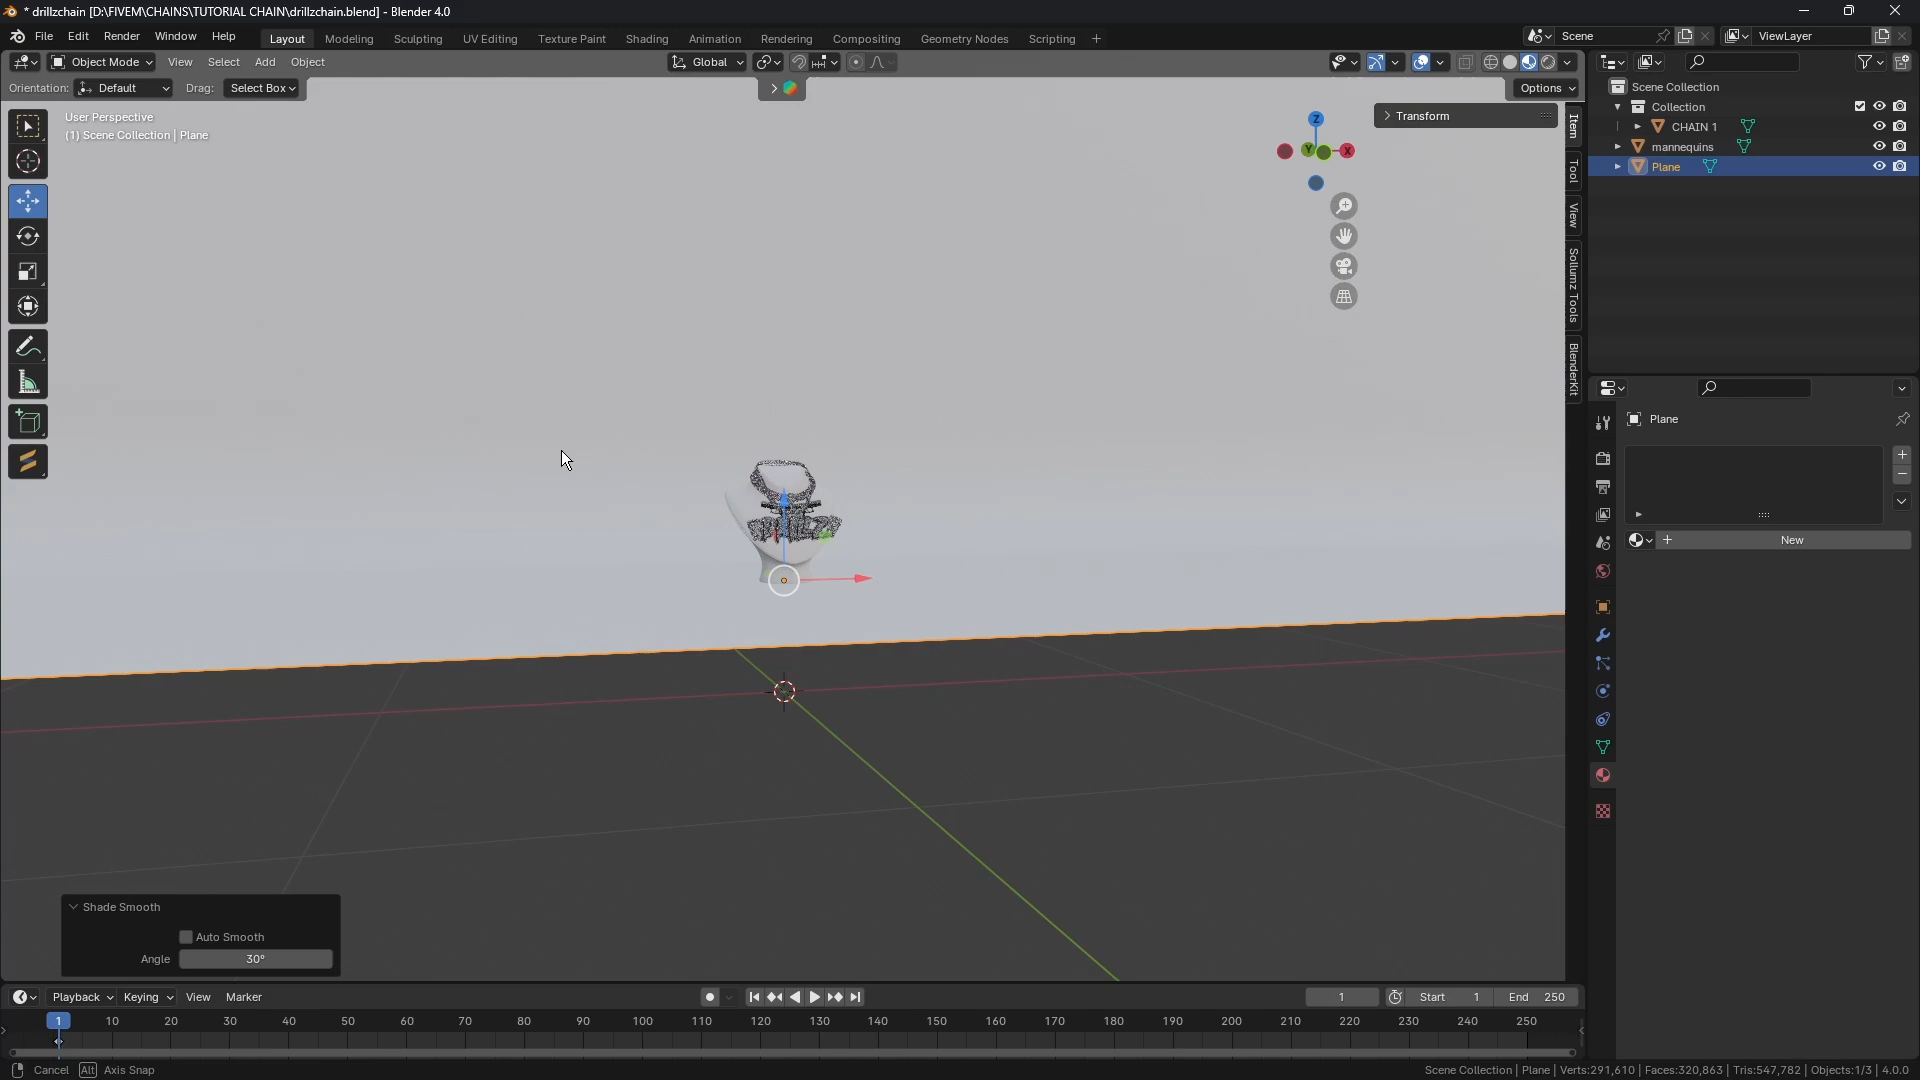 * drillzchain [D:\FIVEM\CHAINS\TUTORIAL CHAIN\drillzchain.blend] - Blender 4.0
File Edit Render Window Help Layout Modeling Sculpting UV Editing Texture Paint Shading Animation Rendering Compositing Geometry Nodes Scripting + Scene ViewLayer
Object Mode View Select Add Object Global
Orientation: Default Drag: Select Box Options
User Perspective
(1) Scene Collection | Plane
Transform
Z
Y
X
Item
Tool
View
Sollumz Tools
BlenderKit
Scene Collection
Collection
CHAIN 1
mannequins
Plane
Plane
+ New
Shade Smooth
Auto Smooth
Angle 30°
Playback Keying View Marker 1 Start 1 End 250
1 10 20 30 40 50 60 70 80 90 100 110 120 130 140 150 160 170 180 190 200 210 220 230 240 250
Cancel Alt Axis Snap Scene Collection | Plane | Verts:291,610 | Faces:320,863 | Tris:547,782 | Objects:1/3 | 4.0.0